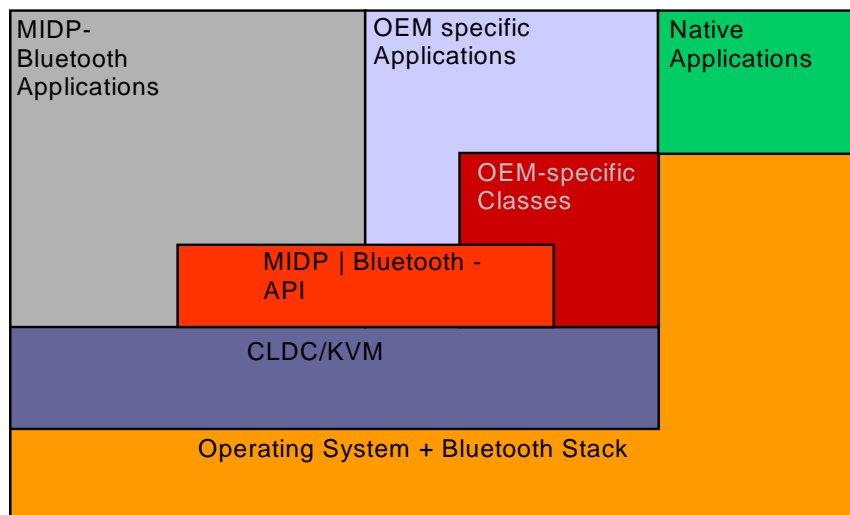 MIDP-
Bluetooth
Applications
OEM specific
Applications
Native
Applications
OEM-specific
Classes
MIDP | Bluetooth -
API
CLDC/KVM
Operating System + Bluetooth Stack